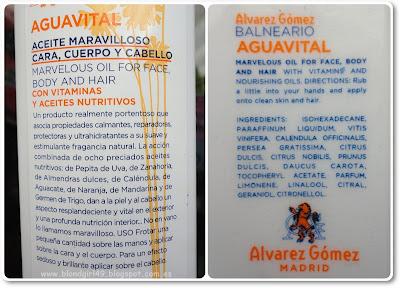 AGUAVITAL
ACEITE MARAVILLOSO
CARA, CUERPO Y CABELLO
MARVELOUS OIL FOR FACE,
BODY AND HAIR
CON VITAMINAS
Y ACEITES NUTRITIVOS
Un producto realmente portentoso que
asocia propiedades calmantes, reparadoras,
protectoras y ultrahidratantes a su suave y
estimulante fragancia natural. La acción
combinada de ocho preciados aceites
nutritivos: de Pepita de Uva, de Zanahoria,
de Almendras dulces, de Caléndula, de
Aguacate, de Naranja, de Mandarina y de
Germen de Trigo, dan a la piel y al cabello un
aspecto resplandeciente y vital en el exterior
y una profunda nutrición interior... No en vano
lo llamamos maravilloso. USO Frotar una
pequeña cantidad sobre las manos y aplicar
sobre la cara y el cuerpo. Para un efecto
sedoso y brillante aplicar sobre el cabello.
www.blondgirl49.blogspot.com.es
Alvarez Gómez
BALNEARIO
AGUAVITAL
MARVELOUS OIL FOR FACE, BODY
AND HAIR WITH VITAMINS AND
NOURISHING OILS. DIRECTIONS: Rub
a little into your hands and apply
onto clean skin and hair.
INGREDIENTS: ISOHEXADECANE,
PARAFFINUM LIQUIDUM, VITIS
VINIFERA, CALENDULA OFFICINALIS,
PERSEA GRATISSIMA, CITRUS
DULCIS, CITRUS NOBILIS, PRUNUS
DULCIS, DAUCUS CAROTA,
TOCOPHERYL ACETATE, PARFUM,
LIMONENE, LINALOOL, CITRAL,
GERANIOL, CITRONELLOL.
Alvarez Gómez
MADRID